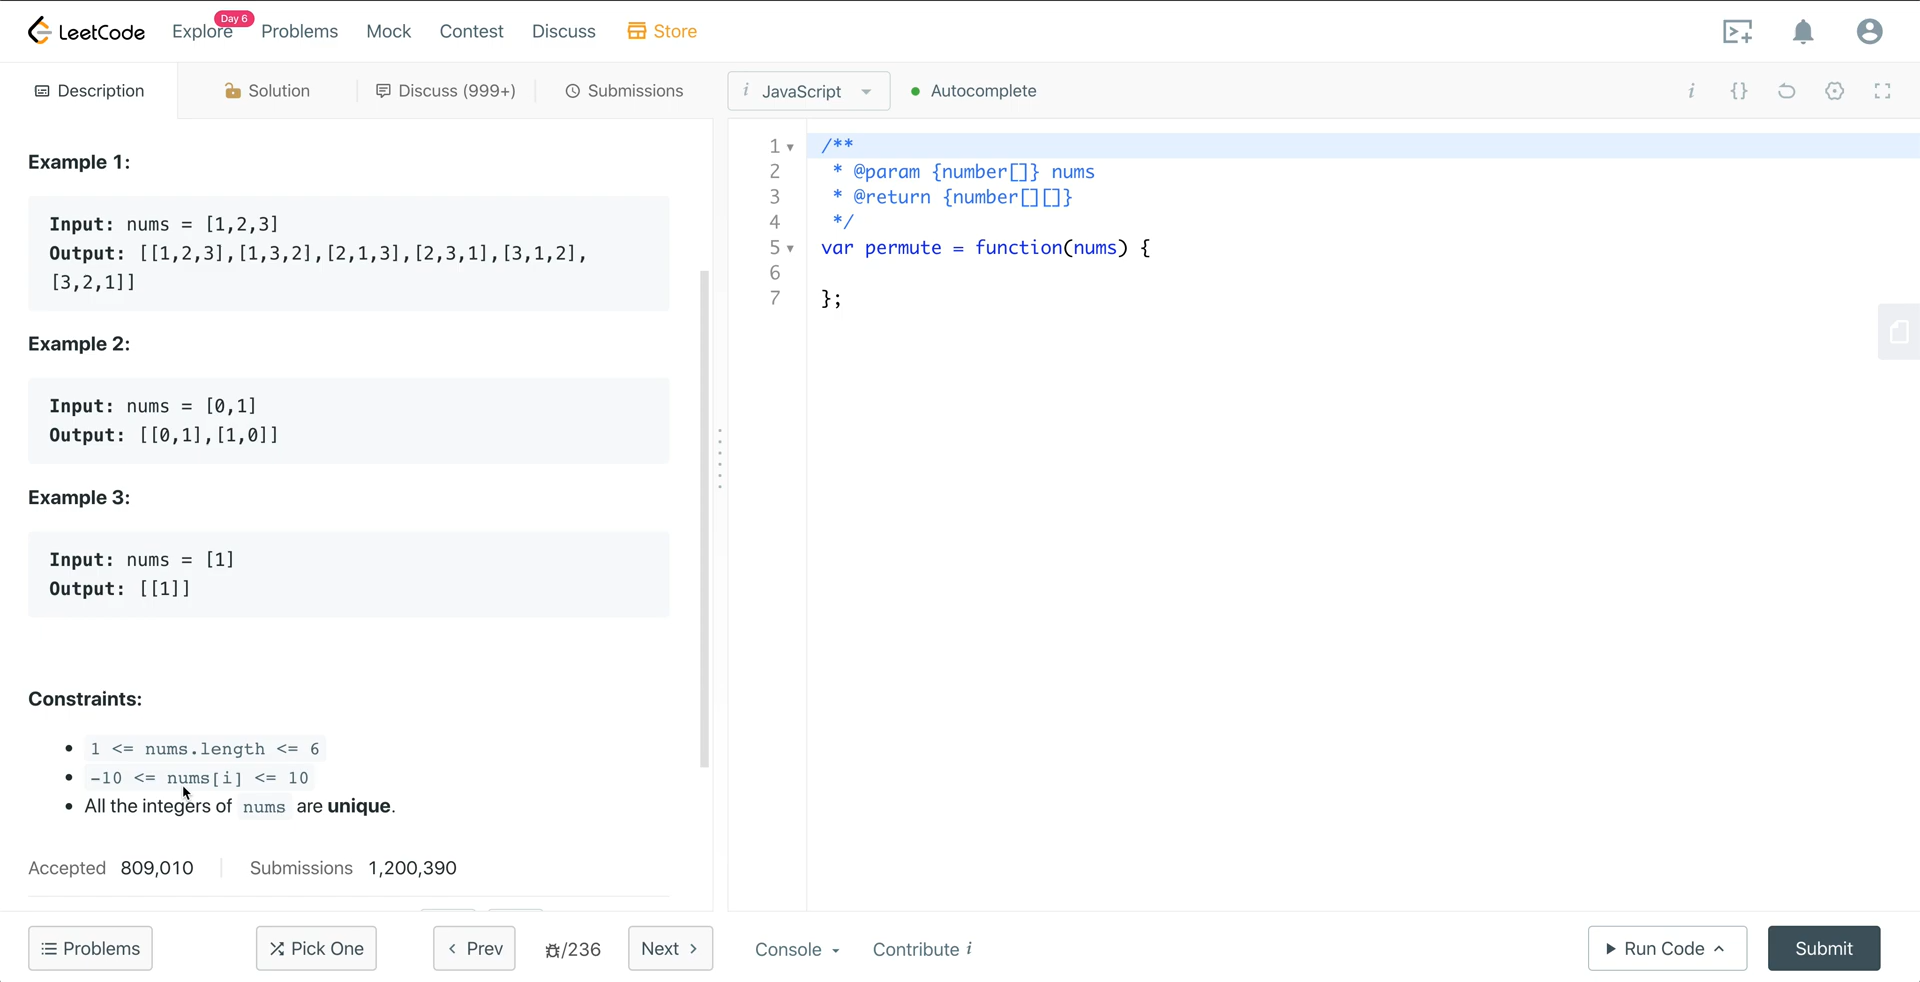 LeetCode
Explore
Day 6
Problems
Mock
Contest
Discuss
Store
Description
Solution
Discuss (999+)
Submissions
i JavaScript
Autocomplete
i {}
Example 1:
Input: nums = [1,2,3]
Output: [[1,2,3],[1,3,2],[2,1,3],[2,3,1],[3,1,2],
[3,2,1]]
Example 2:
Input: nums = [0,1]
Output: [[0,1],[1,0]]
Example 3:
Input: nums = [1]
Output: [[1]]
Constraints:
• 1 <= nums.length <= 6
• -10 <= nums[i] <= 10
• All the integers of nums are unique.
Accepted 809,010
Submissions 1,200,390
1 /**
2  * @param {number[]} nums
3  * @return {number[][]}
4  */
5 var permute = function(nums) {
6
7 };
Problems
Pick One
< Prev
/236
Next >
Console
Contribute i
Run Code
Submit